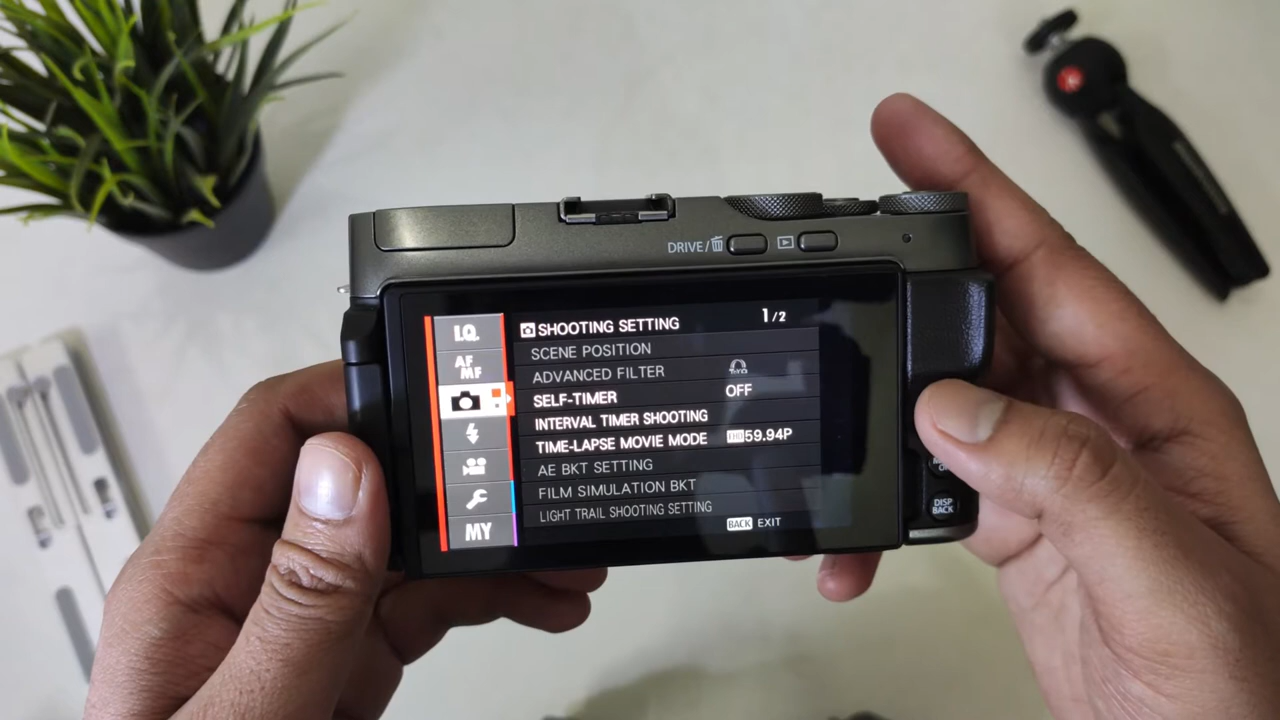 DRIVE/
SHOOTING SETTING 1/2
SCENE POSITION
ADVANCED FILTER
SELF-TIMER OFF
INTERVAL TIMER SHOOTING
TIME-LAPSE MOVIE MODE FHD 59.94P
AE BKT SETTING
FILM SIMULATION BKT
LIGHT TRAIL SHOOTING SETTING
BACK EXIT
I.Q.
AF
MF
MY
DISP
BACK